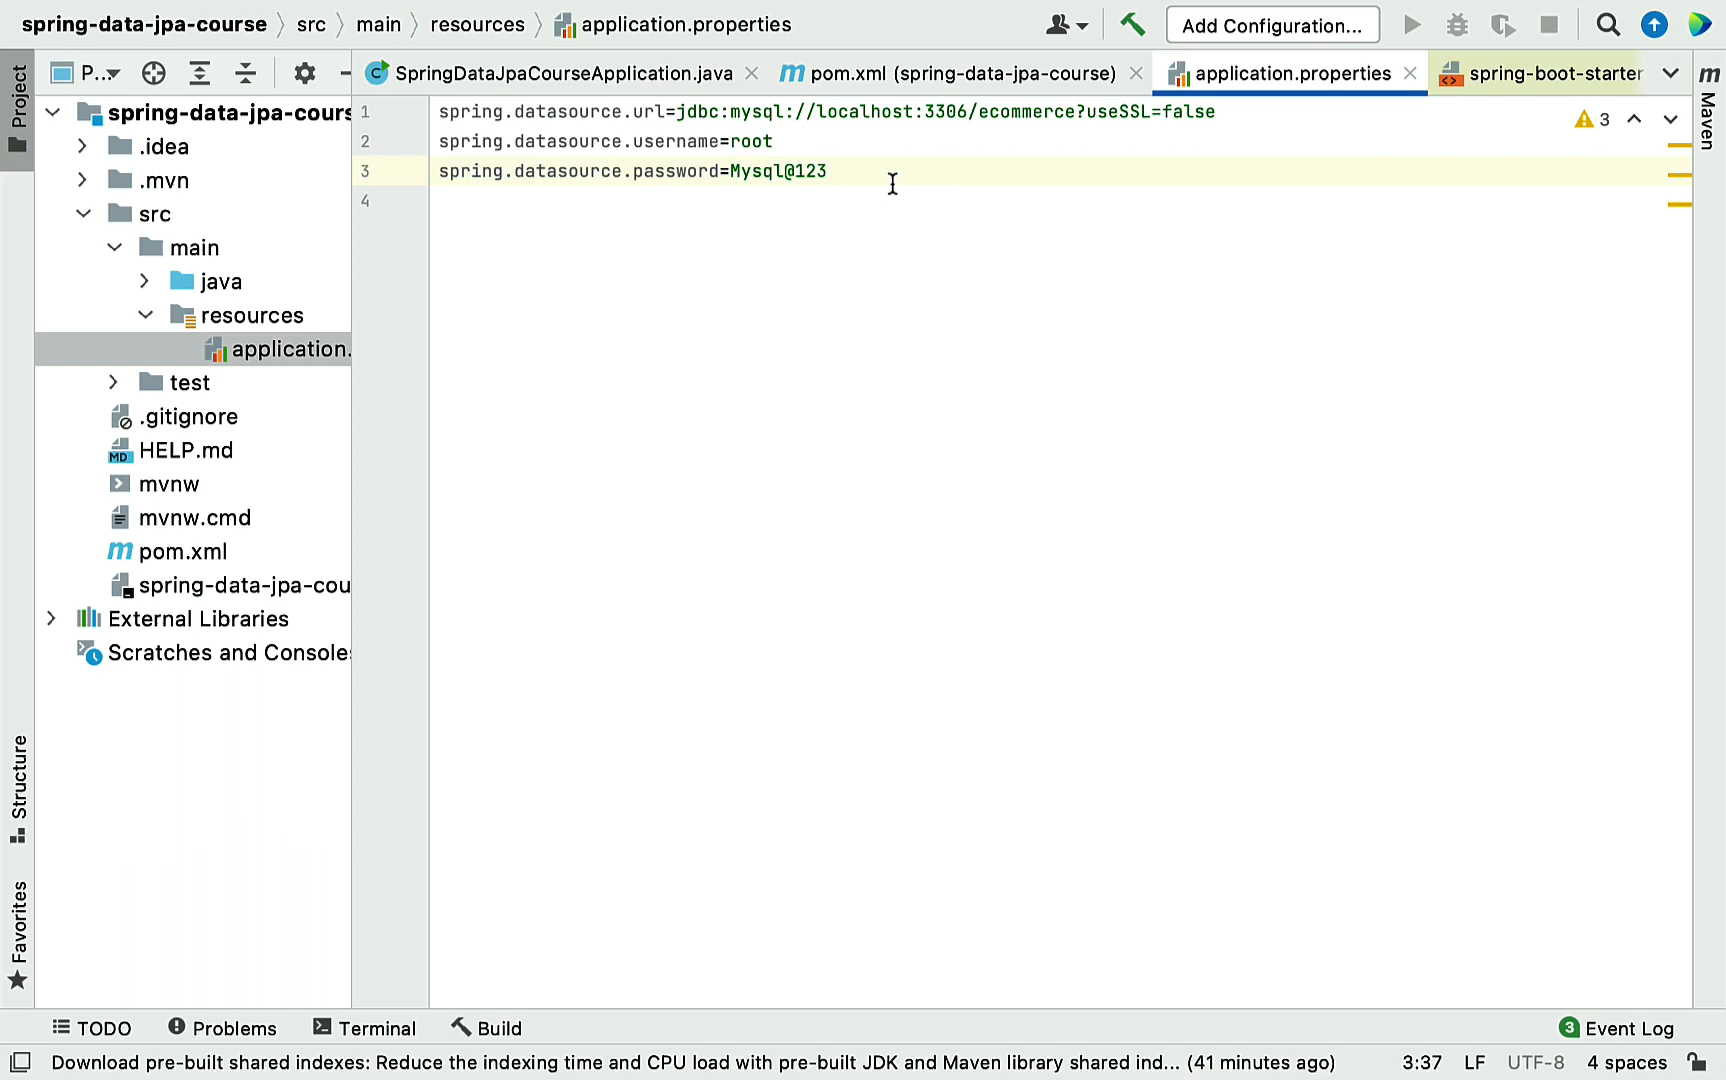 spring-data-jpa-course src main resources application.properties Add Configuration...
Project
P...
SpringDataJpaCourseApplication.java
pom.xml (spring-data-jpa-course)
application.properties
spring-boot-starter
Maven
spring-data-jpa-cours
.idea
.mvn
src
main
java
resources
application.
test
.gitignore
HELP.md
mvnw
mvnw.cmd
pom.xml
spring-data-jpa-cou
External Libraries
Scratches and Console
1 spring.datasource.url=jdbc:mysql://localhost:3306/ecommerce?useSSL=false
2 spring.datasource.username=root
3 spring.datasource.password=Mysql@123
4
3
Structure
Favorites
TODO Problems Terminal Build 3 Event Log
Download pre-built shared indexes: Reduce the indexing time and CPU load with pre-built JDK and Maven library shared ind... (41 minutes ago) 3:37 LF UTF-8 4 spaces